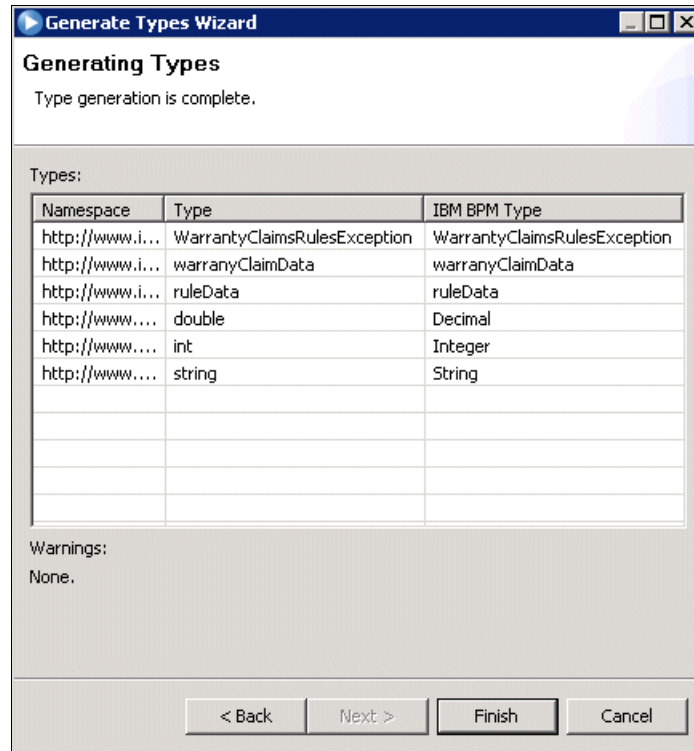 Generate Types Wizard
Generating Types
Type generation is complete.
Types:
Namespace Type IBM BPM Type
http://www.i... WarrantyClaimsRulesException WarrantyClaimsRulesException
http://www.i... warranyClaimData warranyClaimData
http://www.i... ruleData ruleData
http://www.... double Decimal
http://www.... int Integer
http://www.... string String
Warnings:
None.
< Back Next > Finish Cancel